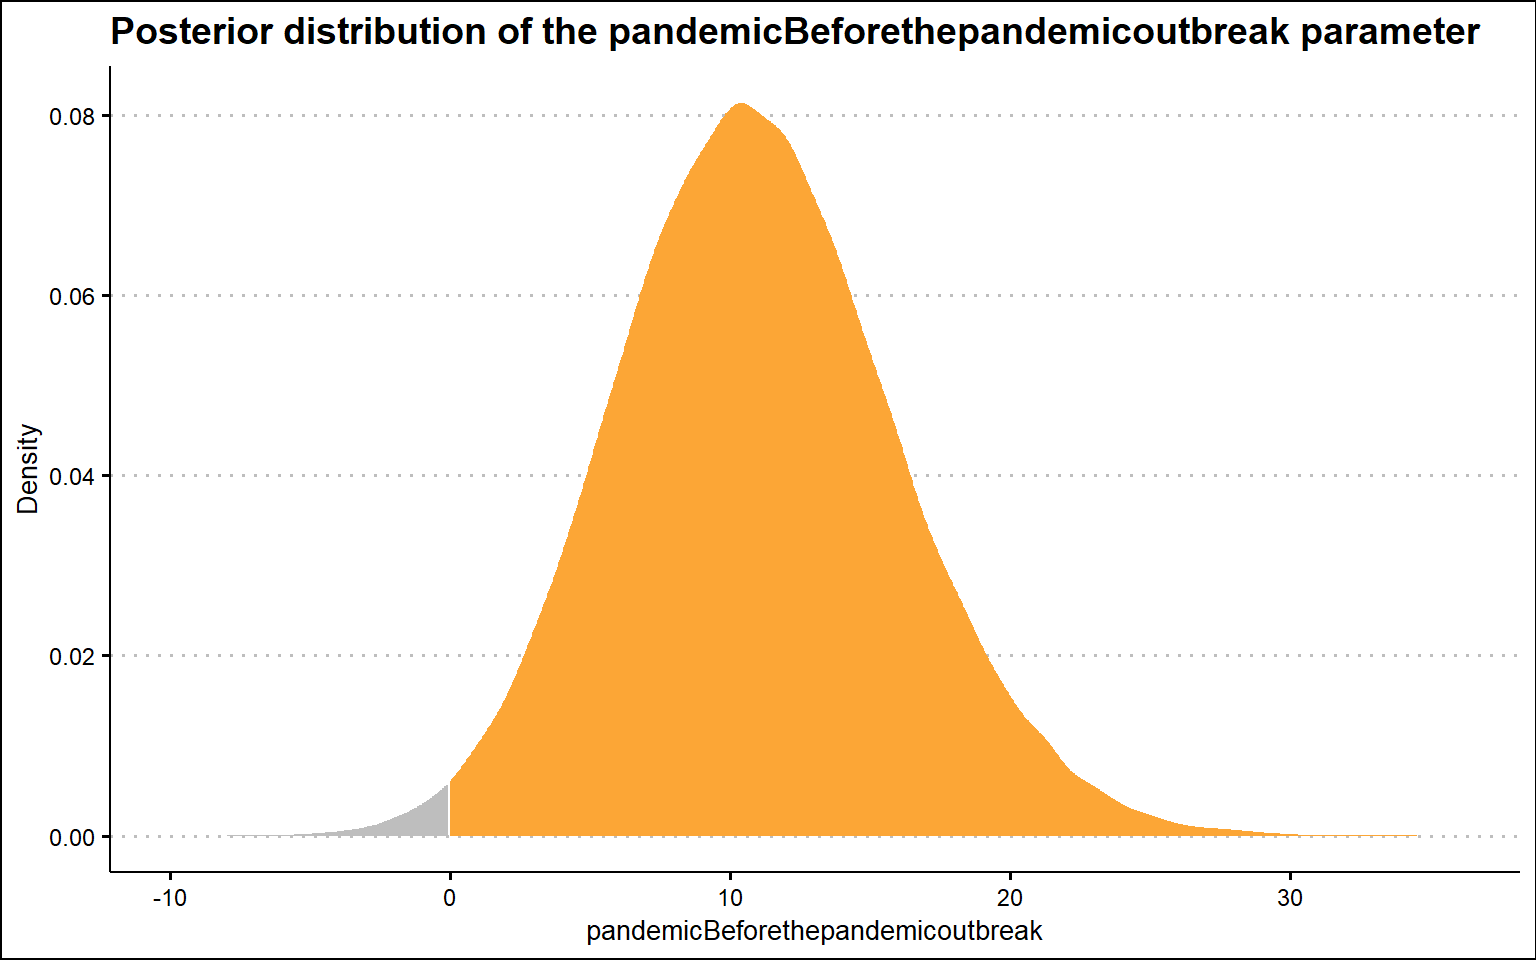 Posterior distribution of the pandemicBeforethepandemicoutbreak parameter
0.08
0.06
0.04
0.02
0.00
Density
-10 0 10 20 30
pandemicBeforethepandemicoutbreak